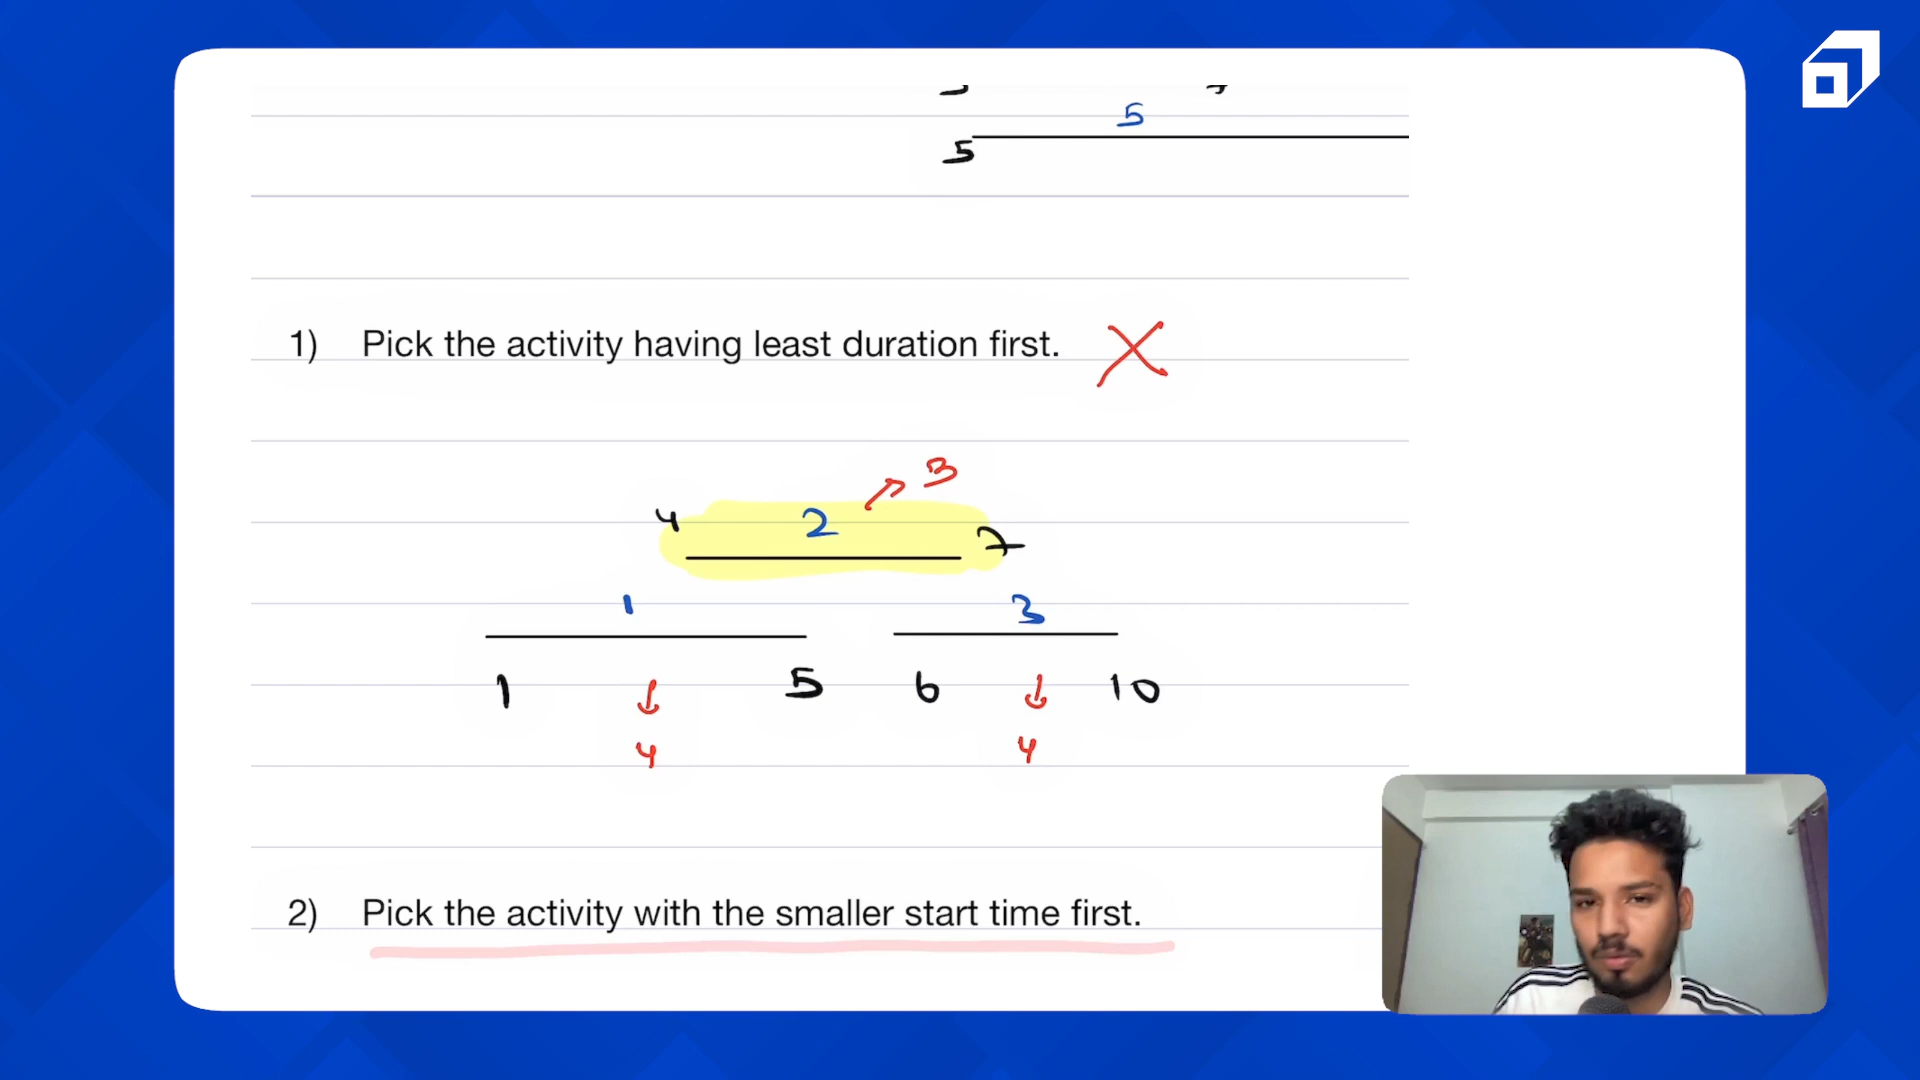 5
5
1) Pick the activity having least duration first.
3
4 2 7
1 3
1 5 6 10
4 4
2) Pick the activity with the smaller start time first.